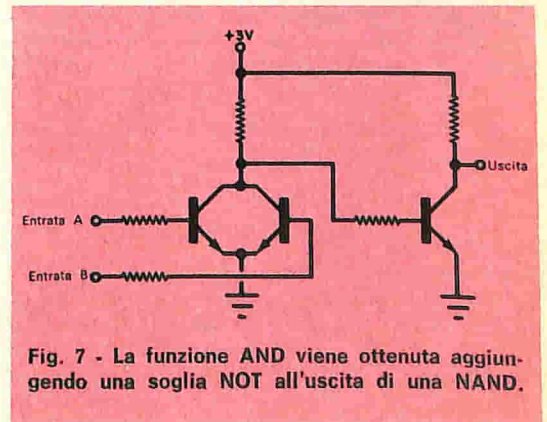 +3V
Uscita
Entrata A
Entrata B
Fig. 7 - La funzione AND viene ottenuta aggiun-
gendo una soglia NOT all'uscita di una NAND.